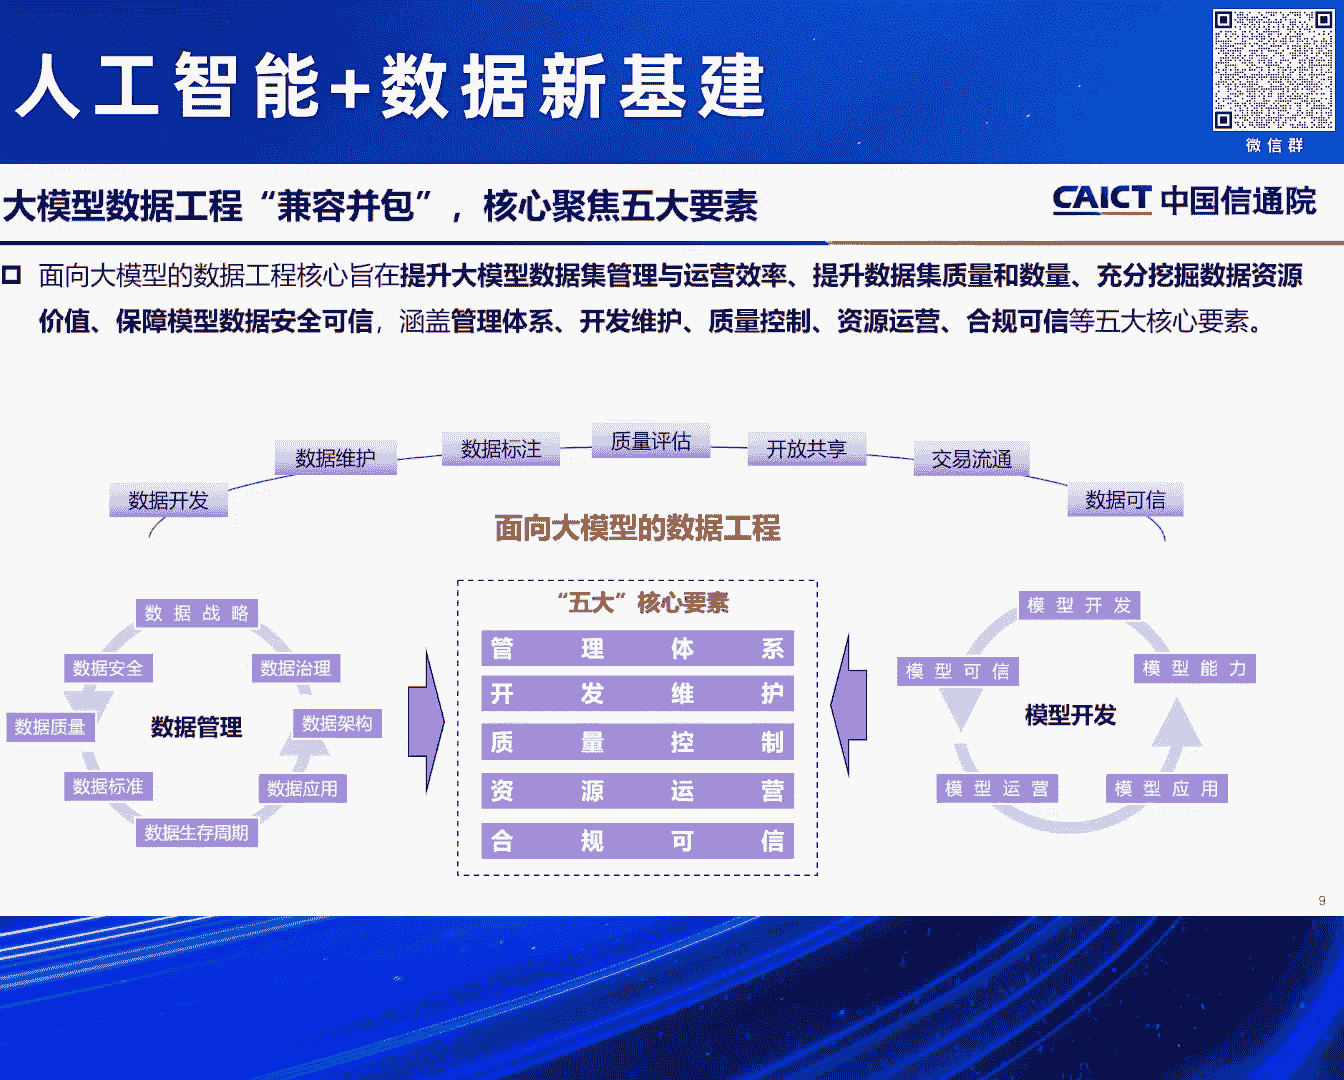 人工智能+数据新基建
微信群
大模型数据工程“兼容并包”，核心聚焦五大要素
CAICT 中国信通院
面向大模型的数据工程核心旨在提升大模型数据集管理与运营效率、提升数据集质量和数量、充分挖掘数据资源
价值、保障模型数据安全可信，涵盖管理体系、开发维护、质量控制、资源运营、合规可信等五大核心要素。
数据开发
数据维护
数据标注
质量评估
开放共享
交易流通
数据可信
面向大模型的数据工程
数据战略
数据安全
数据治理
数据质量
数据管理
数据架构
数据标准
数据应用
数据生存周期
“五大”核心要素
管理体系
开发维护
质量控制
资源运营
合规可信
模型开发
模型可信
模型能力
模型开发
模型运营
模型应用
9